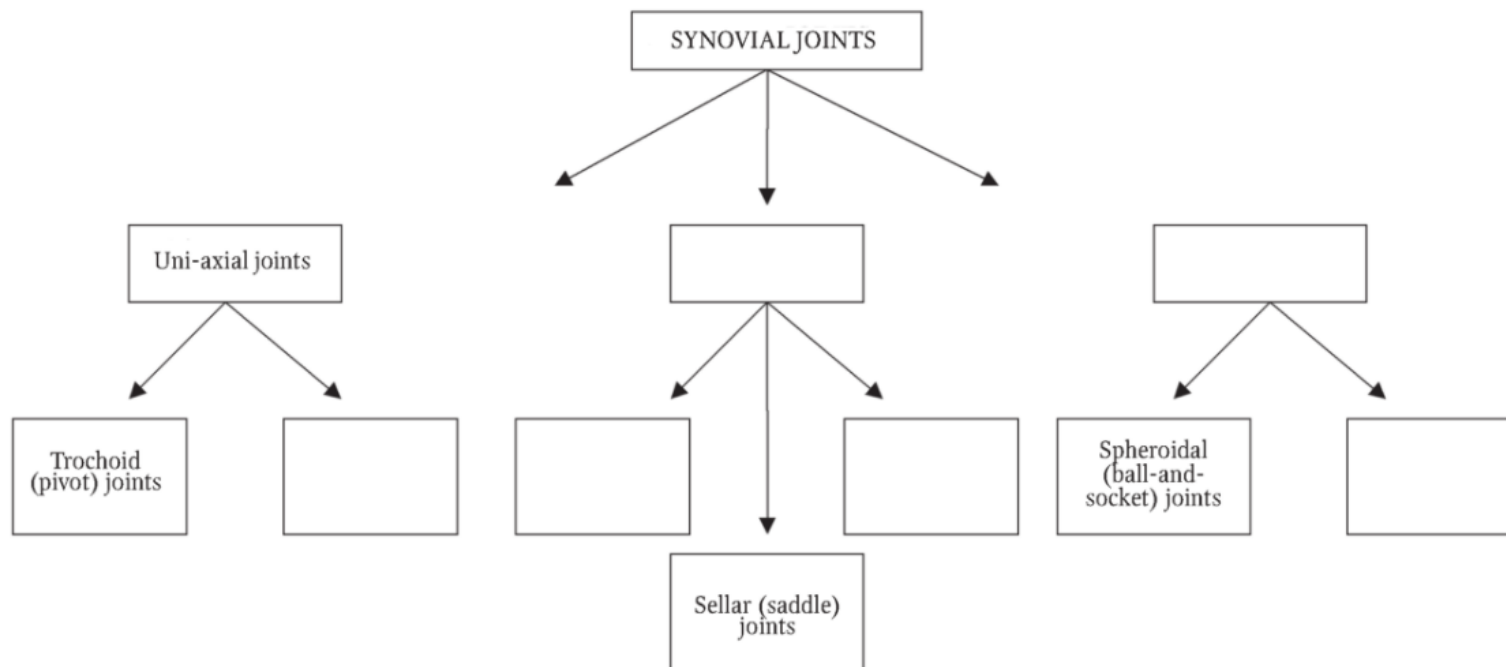 SYNOVIAL JOINTS
Uni-axial joints
Trochoid
(pivot) joints
Spheroidal
(ball-and-
socket) joints
Sellar (saddle)
joints